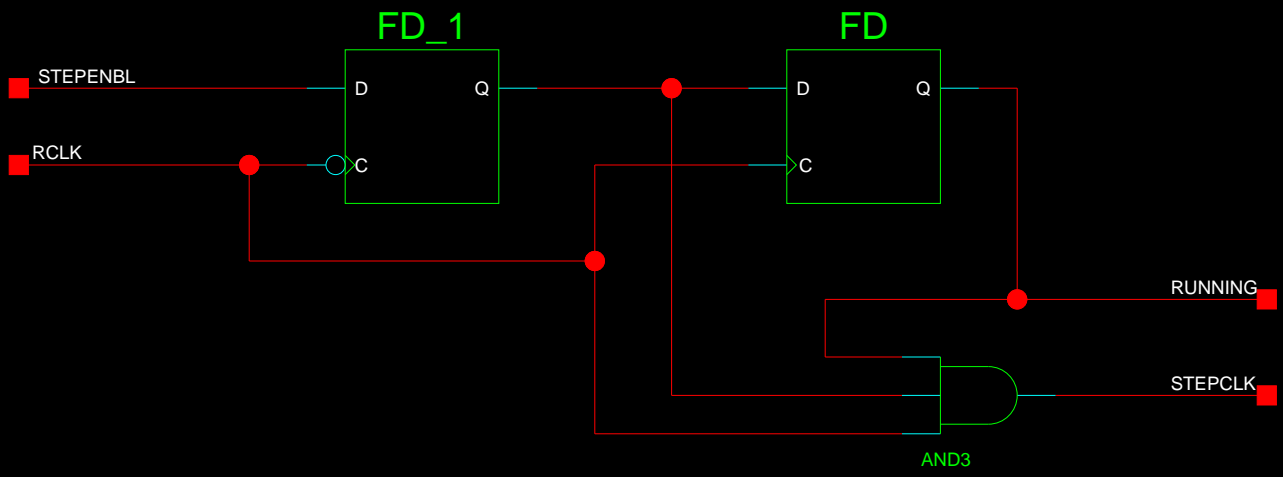 FD_1
FD
STEPENBL
D
Q
D
Q
RCLK
C
C
RUNNING
STEPCLK
AND3